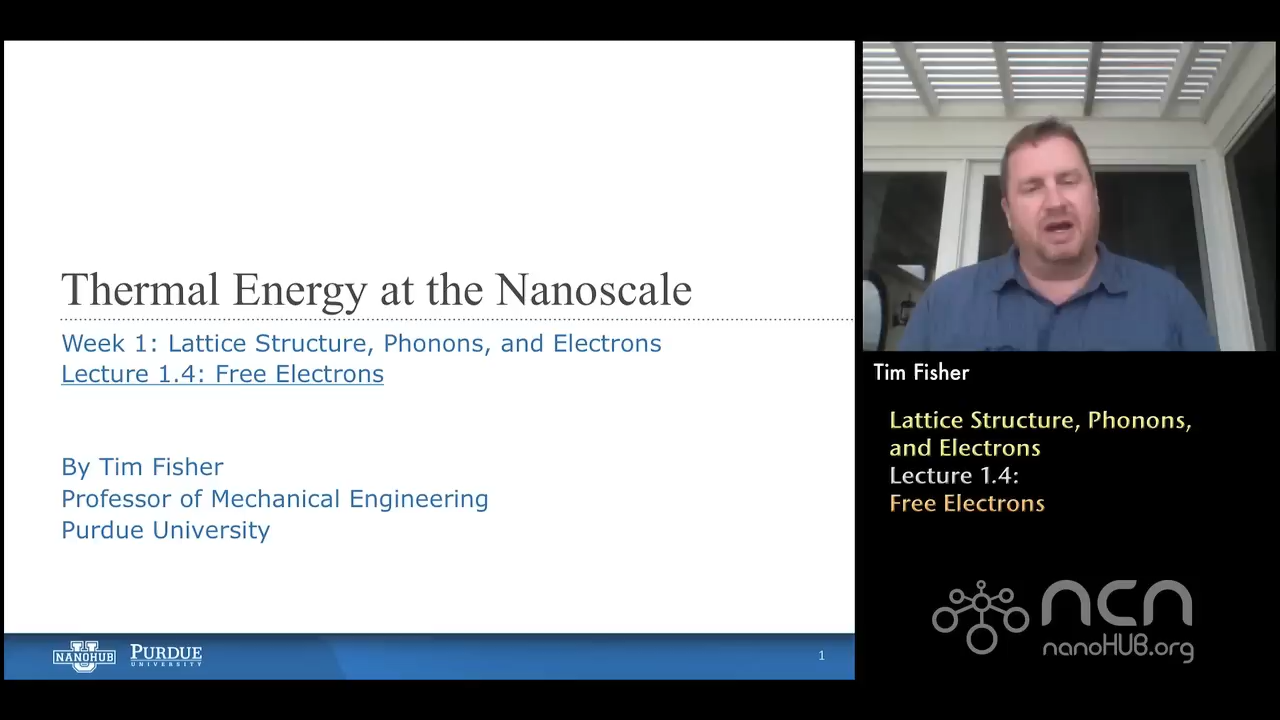 Thermal Energy at the Nanoscale
Week 1: Lattice Structure, Phonons, and Electrons
Lecture 1.4: Free Electrons
By Tim Fisher
Professor of Mechanical Engineering
Purdue University
U
NANOHUB
PURDUE
UNIVERSITY
1
Tim Fisher
Lattice Structure, Phonons,
and Electrons
Lecture 1.4:
Free Electrons
ncn
nanoHUB.org